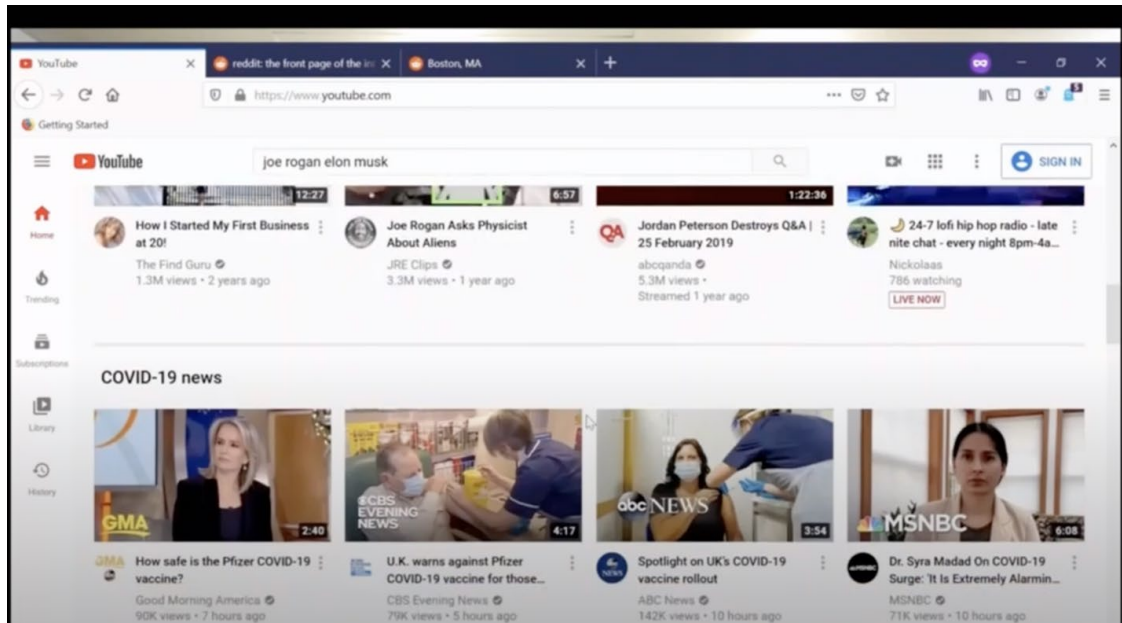 YouTube
reddit: the front page of the in
Boston, MA
https://www.youtube.com
5
Getting Started
YouTube
joe rogan elon musk
SIGN IN
12:27
6:57
1:22:36
Home
Trending
Subscriptions
Library
History
How I Started My First Business
at 20!
The Find Guru
1.3M views • 2 years ago
Joe Rogan Asks Physicist
About Aliens
JRE Clips
3.3M views • 1 year ago
QA
Jordan Peterson Destroys Q&A |
25 February 2019
abcqanda
5.3M views •
Streamed 1 year ago
🌙 24-7 lofi hip hop radio - late
nite chat - every night 8pm-4a...
Nickolaas
786 watching
LIVE NOW
COVID-19 news
GMA
2:40
CBS
EVENING
NEWS
4:17
abc NEWS
3:54
MSNBC
6:08
GMA
How safe is the Pfizer COVID-19
vaccine?
Good Morning America
90K views • 7 hours ago
U.K. warns against Pfizer
COVID-19 vaccine for those...
CBS Evening News
79K views • 5 hours ago
NEWS
Spotlight on UK's COVID-19
vaccine rollout
ABC News
142K views • 10 hours ago
Dr. Syra Madad On COVID-19
Surge: 'It Is Extremely Alarmin...
MSNBC
71K views • 10 hours ago